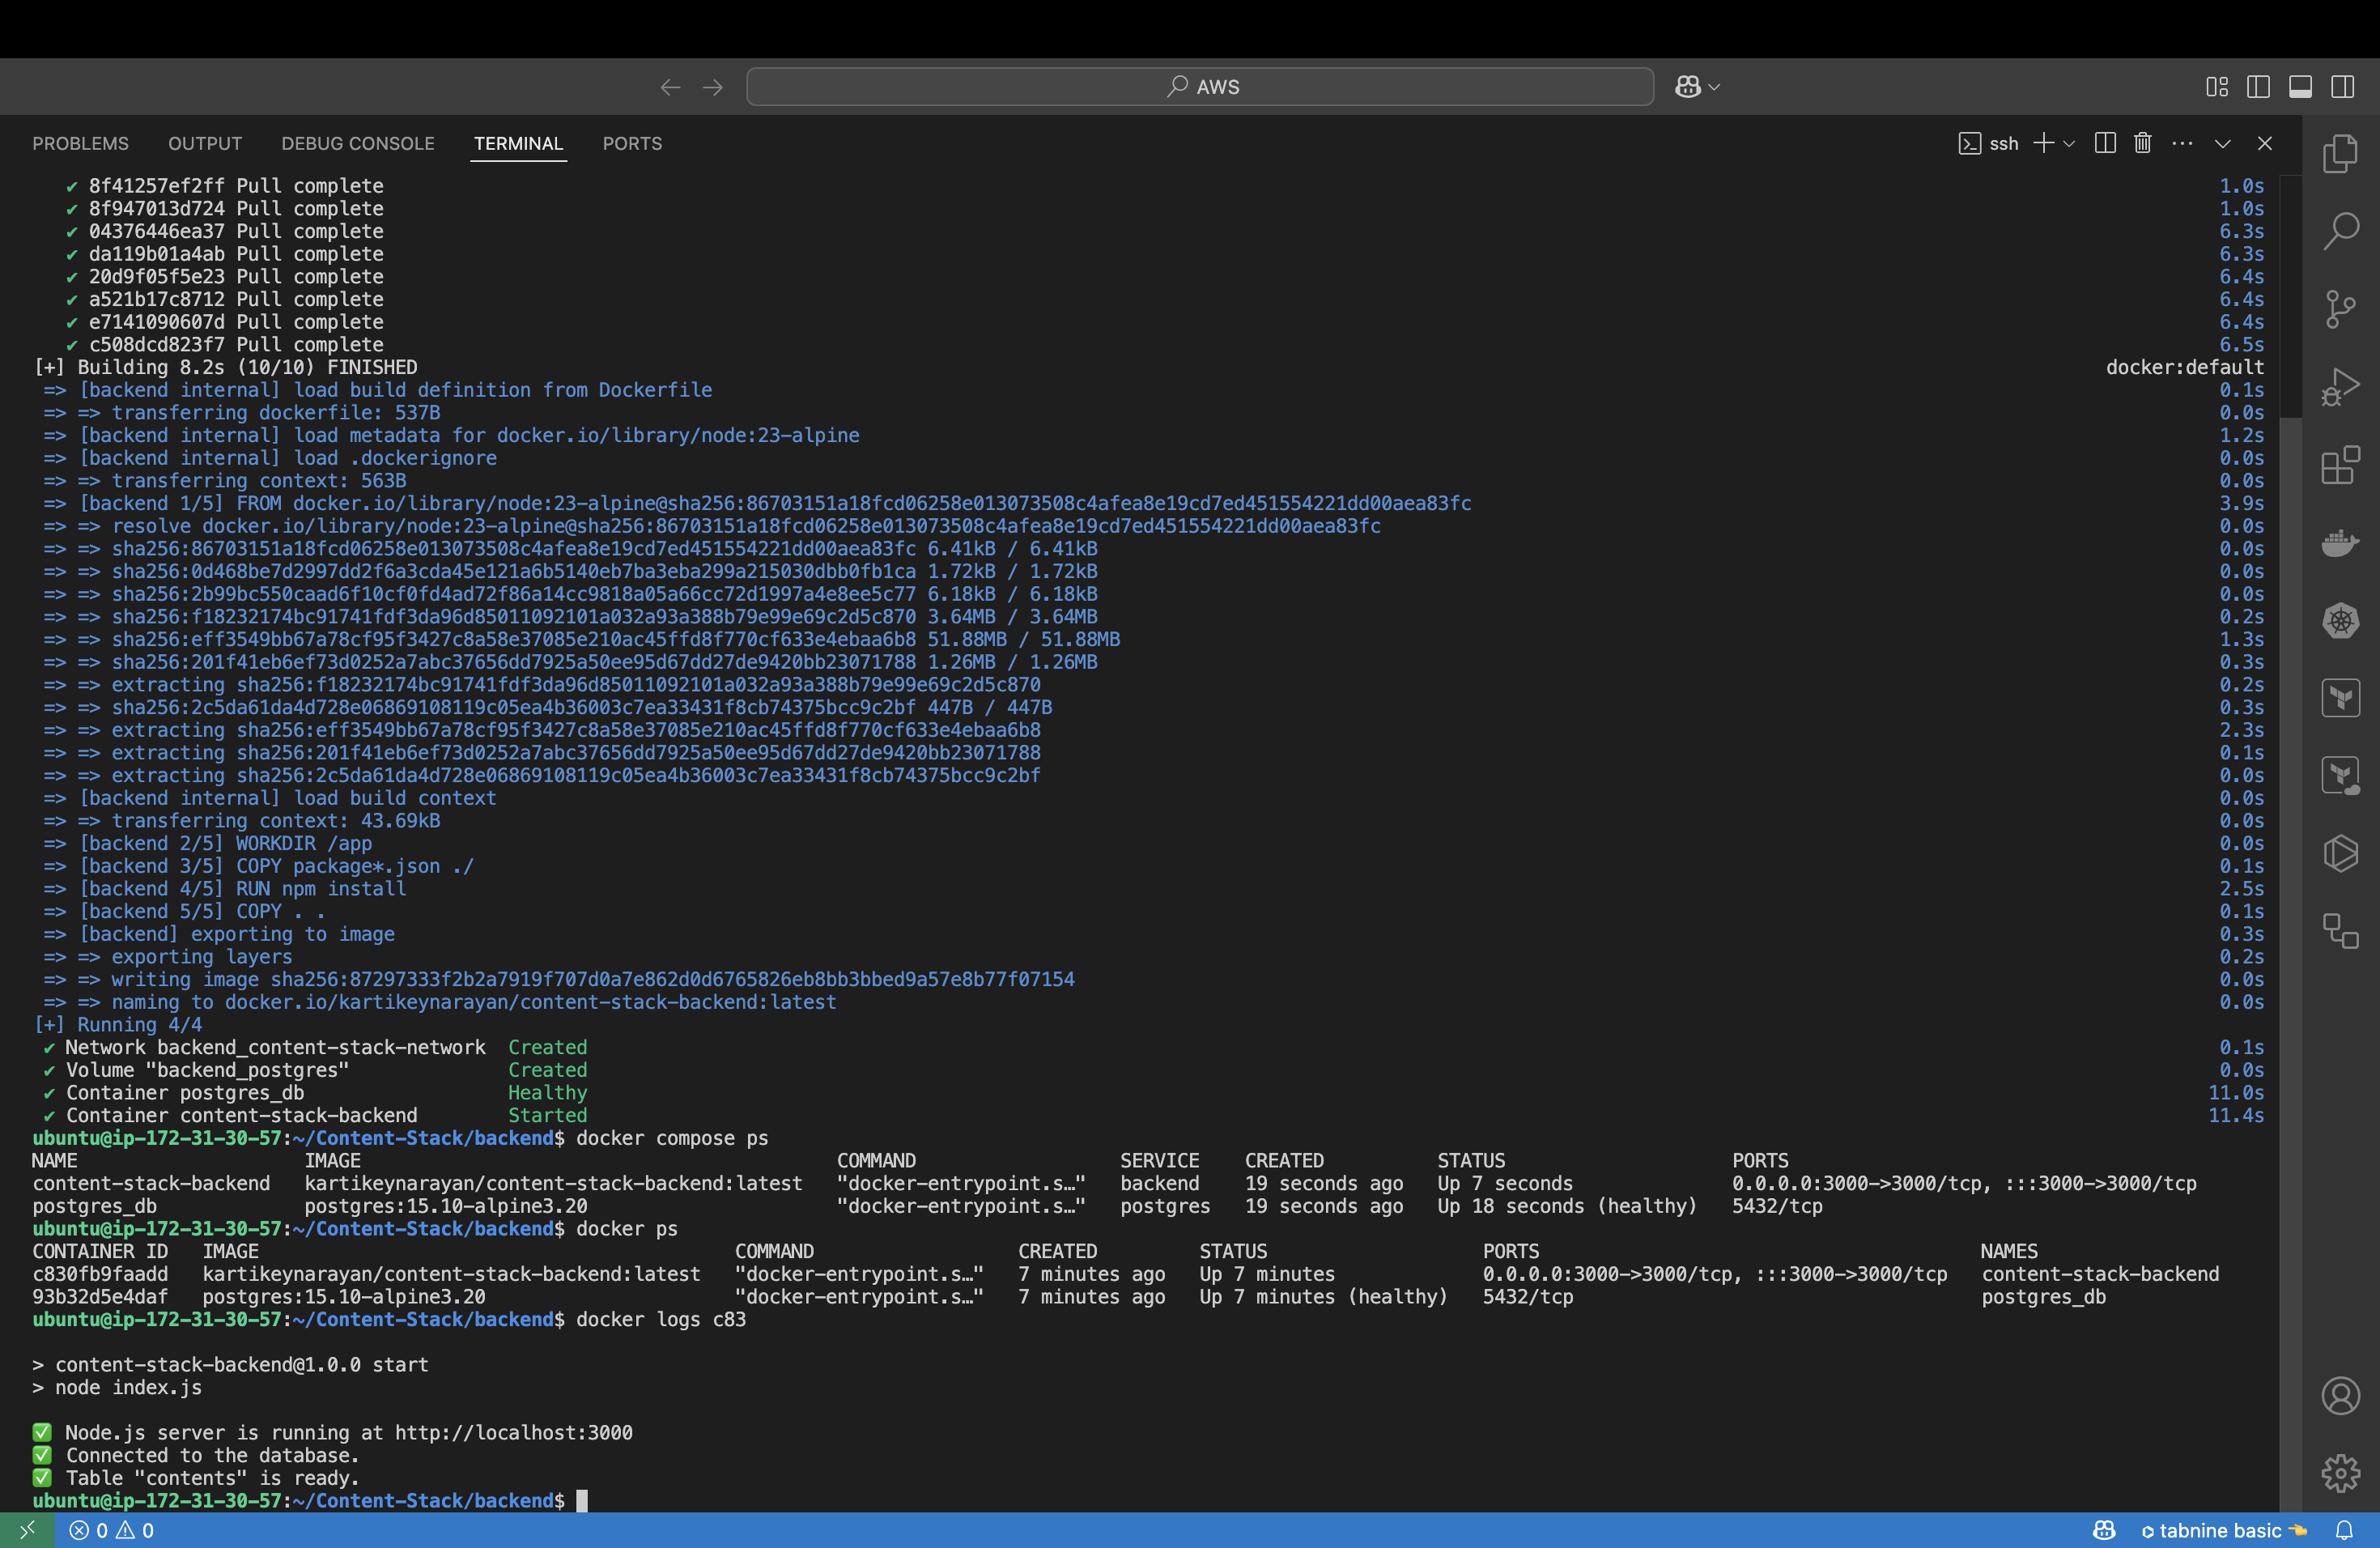 AWS
PROBLEMS OUTPUT DEBUG CONSOLE TERMINAL PORTS ssh
✔ 8f41257ef2ff Pull complete 1.0s
✔ 8f947013d724 Pull complete 1.0s
✔ 04376446ea37 Pull complete 6.3s
✔ da119b01a4ab Pull complete 6.3s
✔ 20d9f05f5e23 Pull complete 6.4s
✔ a521b17c8712 Pull complete 6.4s
✔ e7141090607d Pull complete 6.4s
✔ c508dcd823f7 Pull complete 6.5s
[+] Building 8.2s (10/10) FINISHED docker:default
=> [backend internal] load build definition from Dockerfile 0.1s
=> => transferring dockerfile: 537B 0.0s
=> [backend internal] load metadata for docker.io/library/node:23-alpine 1.2s
=> [backend internal] load .dockerignore 0.0s
=> => transferring context: 563B 0.0s
=> [backend 1/5] FROM docker.io/library/node:23-alpine@sha256:86703151a18fcd06258e013073508c4afea8e19cd7ed451554221dd00aea83fc 3.9s
=> => resolve docker.io/library/node:23-alpine@sha256:86703151a18fcd06258e013073508c4afea8e19cd7ed451554221dd00aea83fc 0.0s
=> => sha256:86703151a18fcd06258e013073508c4afea8e19cd7ed451554221dd00aea83fc 6.41kB / 6.41kB 0.0s
=> => sha256:0d468be7d2997dd2f6a3cda45e121a6b5140eb7ba3eba299a215030dbb0fb1ca 1.72kB / 1.72kB 0.0s
=> => sha256:2b99bc550caad6f10cf0fd4ad72f86a14cc9818a05a66cc72d1997a4e8ee5c77 6.18kB / 6.18kB 0.0s
=> => sha256:f18232174bc91741fdf3da96d85011092101a032a93a388b79e99e69c2d5c870 3.64MB / 3.64MB 0.2s
=> => sha256:eff3549bb67a78cf95f3427c8a58e37085e210ac45ffd8f770cf633e4ebaa6b8 51.88MB / 51.88MB 1.3s
=> => sha256:201f41eb6ef73d0252a7abc37656dd7925a50ee95d67dd27de9420bb23071788 1.26MB / 1.26MB 0.3s
=> => extracting sha256:f18232174bc91741fdf3da96d85011092101a032a93a388b79e99e69c2d5c870 0.2s
=> => sha256:2c5da61da4d728e06869108119c05ea4b36003c7ea33431f8cb74375bcc9c2bf 447B / 447B 0.3s
=> => extracting sha256:eff3549bb67a78cf95f3427c8a58e37085e210ac45ffd8f770cf633e4ebaa6b8 2.3s
=> => extracting sha256:201f41eb6ef73d0252a7abc37656dd7925a50ee95d67dd27de9420bb23071788 0.1s
=> => extracting sha256:2c5da61da4d728e06869108119c05ea4b36003c7ea33431f8cb74375bcc9c2bf 0.0s
=> [backend internal] load build context 0.0s
=> => transferring context: 43.69kB 0.0s
=> [backend 2/5] WORKDIR /app 0.0s
=> [backend 3/5] COPY package*.json ./ 0.1s
=> [backend 4/5] RUN npm install 2.5s
=> [backend 5/5] COPY . . 0.1s
=> [backend] exporting to image 0.3s
=> => exporting layers 0.2s
=> => writing image sha256:87297333f2b2a7919f707d0a7e862d0d6765826eb8bb3bbed9a57e8b77f07154 0.0s
=> => naming to docker.io/kartikeynarayan/content-stack-backend:latest 0.0s
[+] Running 4/4
✔ Network backend_content-stack-network Created 0.1s
✔ Volume "backend_postgres" Created 0.0s
✔ Container postgres_db Healthy 11.0s
✔ Container content-stack-backend Started 11.4s
ubuntu@ip-172-31-30-57:~/Content-Stack/backend$ docker compose ps
NAME IMAGE COMMAND SERVICE CREATED STATUS PORTS
content-stack-backend kartikeynarayan/content-stack-backend:latest "docker-entrypoint.s…" backend 19 seconds ago Up 7 seconds 0.0.0.0:3000->3000/tcp, :::3000->3000/tcp
postgres_db postgres:15.10-alpine3.20 "docker-entrypoint.s…" postgres 19 seconds ago Up 18 seconds (healthy) 5432/tcp
ubuntu@ip-172-31-30-57:~/Content-Stack/backend$ docker ps
CONTAINER ID IMAGE COMMAND CREATED STATUS PORTS NAMES
c830fb9faadd kartikeynarayan/content-stack-backend:latest "docker-entrypoint.s…" 7 minutes ago Up 7 minutes 0.0.0.0:3000->3000/tcp, :::3000->3000/tcp content-stack-backend
93b32d5e4daf postgres:15.10-alpine3.20 "docker-entrypoint.s…" 7 minutes ago Up 7 minutes (healthy) 5432/tcp postgres_db
ubuntu@ip-172-31-30-57:~/Content-Stack/backend$ docker logs c83
> content-stack-backend@1.0.0 start
> node index.js
✅ Node.js server is running at http://localhost:3000
✅ Connected to the database.
✅ Table "contents" is ready.
ubuntu@ip-172-31-30-57:~/Content-Stack/backend$
0 0 tabnine basic